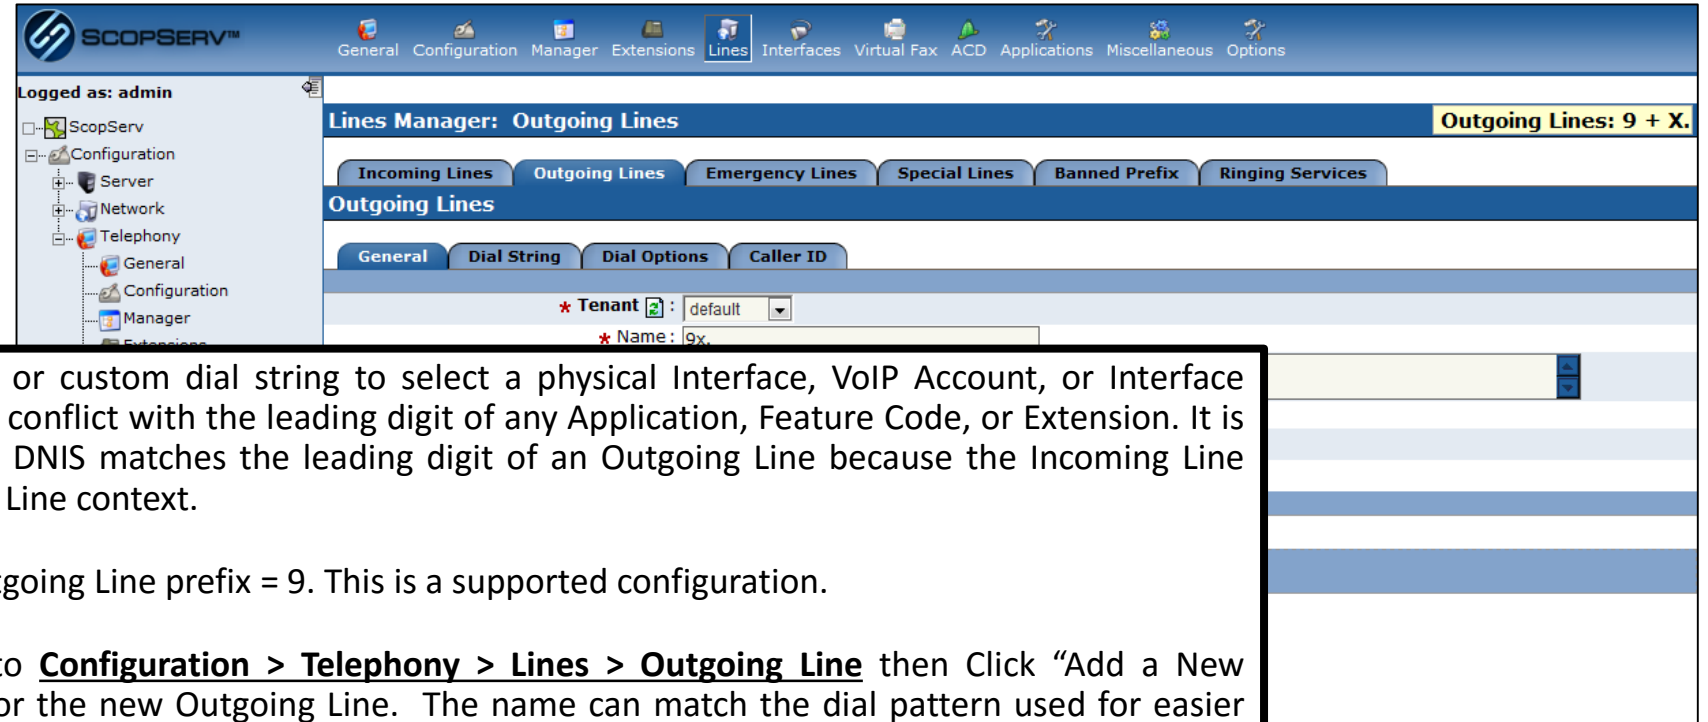 SCOPSERV™
General Configuration Manager Extensions Lines Interfaces Virtual Fax ACD Applications Miscellaneous Options
Logged as: admin
ScopServ
Configuration
Server
Network
Telephony
General
Configuration
Manager
Extensions
Lines Manager: Outgoing Lines
Outgoing Lines: 9 + X.
Incoming Lines Outgoing Lines Emergency Lines Special Lines Banned Prefix Ringing Services
Outgoing Lines
General Dial String Dial Options Caller ID
* Tenant : default
* Name : 9x.
or custom dial string to select a physical Interface, VoIP Account, or Interface
conflict with the leading digit of any Application, Feature Code, or Extension. It is
DNIS matches the leading digit of an Outgoing Line because the Incoming Line
Line context.
going Line prefix = 9. This is a supported configuration.
to Configuration > Telephony > Lines > Outgoing Line then Click “Add a New
or the new Outgoing Line. The name can match the dial pattern used for easier